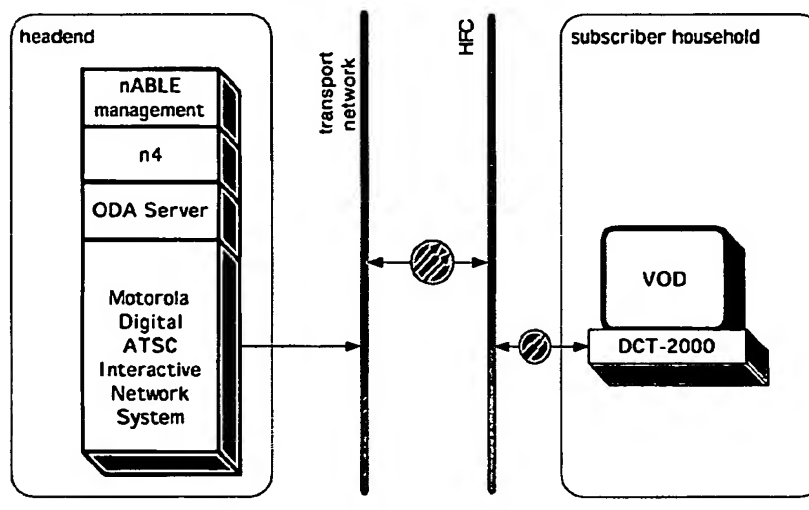 headend
nABLE
management
n4
ODA Server
Motorola
Digital
ATSC
Interactive
Network
System
transport
network
HFC
subscriber household
VOD
DCT-2000